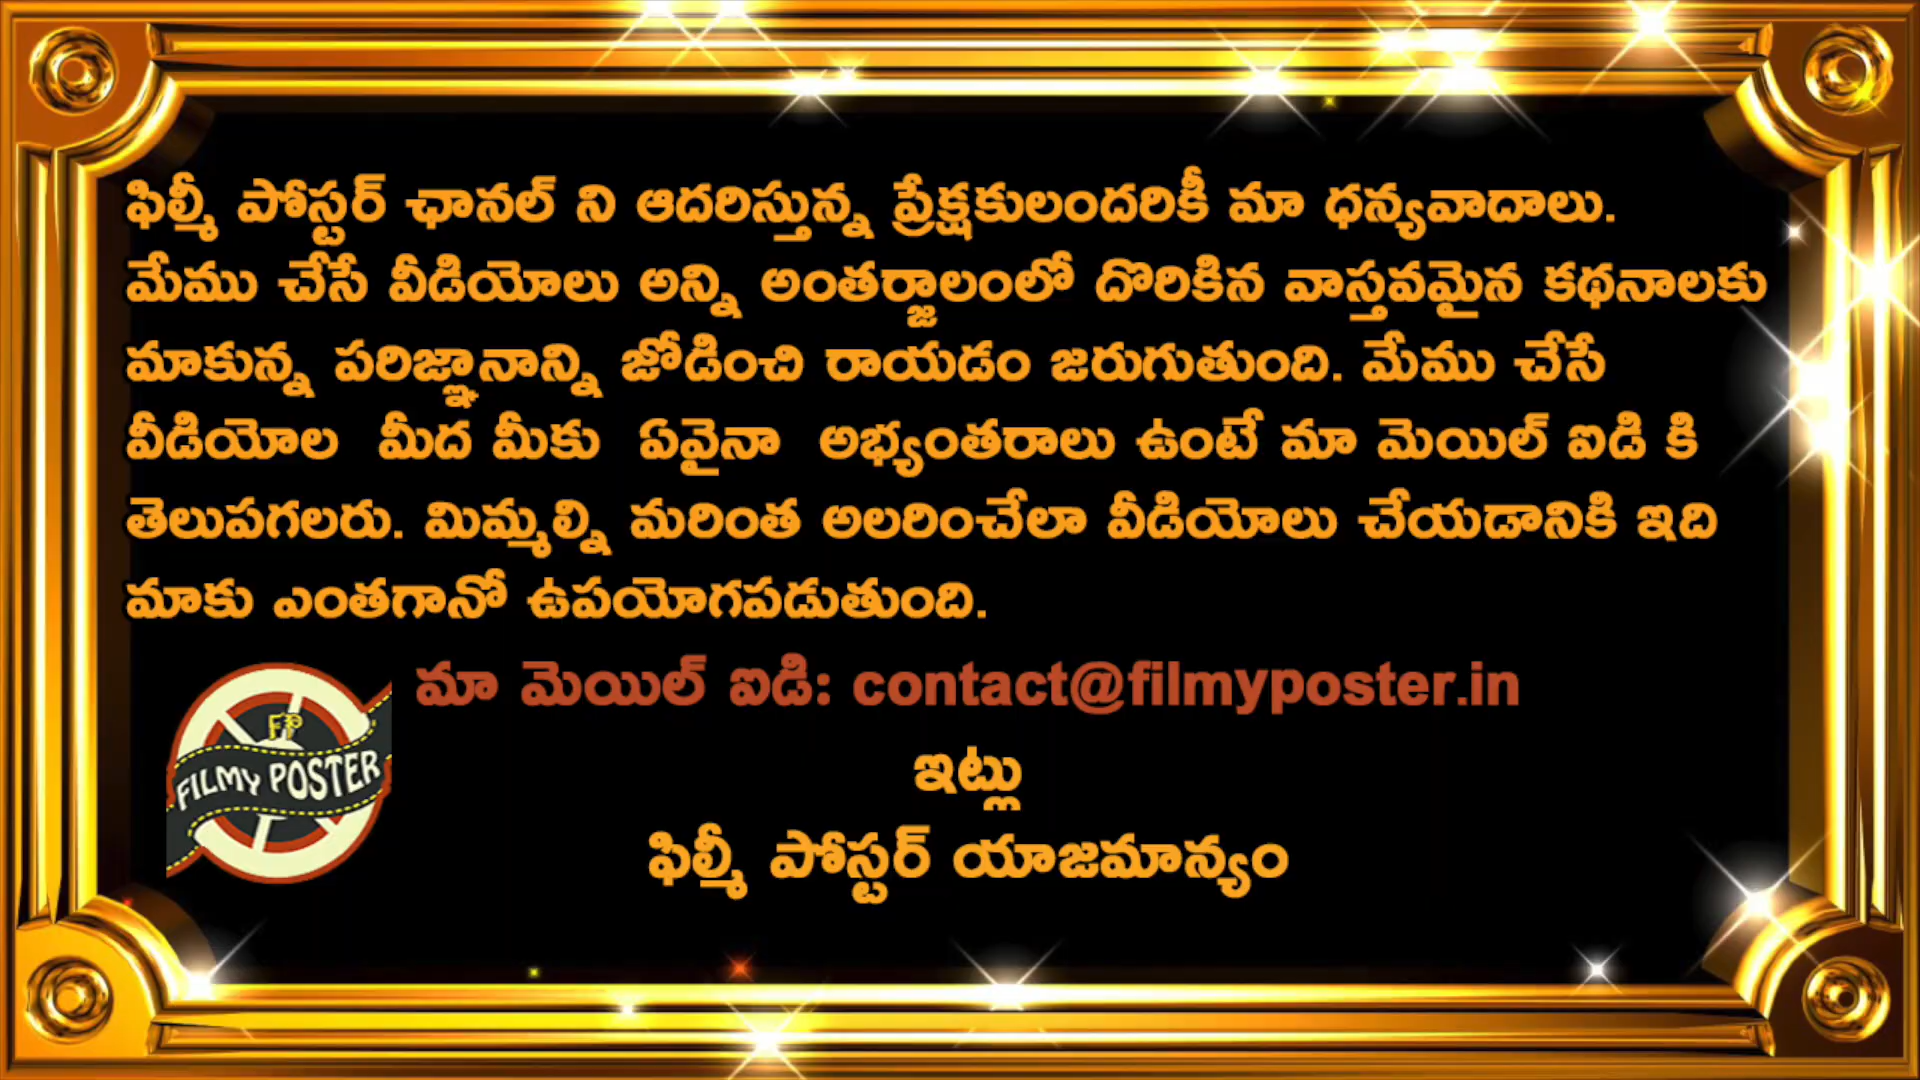 ఫిల్మీ పోస్టర్ ఛానల్ ని ఆదరిస్తున్న ప్రేక్షకులందరికీ మా ధన్యవాదాలు.
మేము చేసే వీడియోలు అన్ని అంతర్జాలంలో దొరికిన వాస్తవమైన కథనాలకు
మాకున్న పరిజ్ఞానాన్ని జోడించి రాయడం జరుగుతుంది. మేము చేసే
వీడియోల మీద మీకు ఏవైనా అభ్యంతరాలు ఉంటే మా మెయిల్ ఐడి కి
తెలుపగలరు. మిమ్మల్ని మరింత అలరించేలా వీడియోలు చేయడానికి ఇది
మాకు ఎంతగానో ఉపయోగపడుతుంది.
మా మెయిల్ ఐడి: contact@filmyposter.in
FP
FILMY POSTER
ఇట్లు
ఫిల్మీ పోస్టర్ యాజమాన్యం